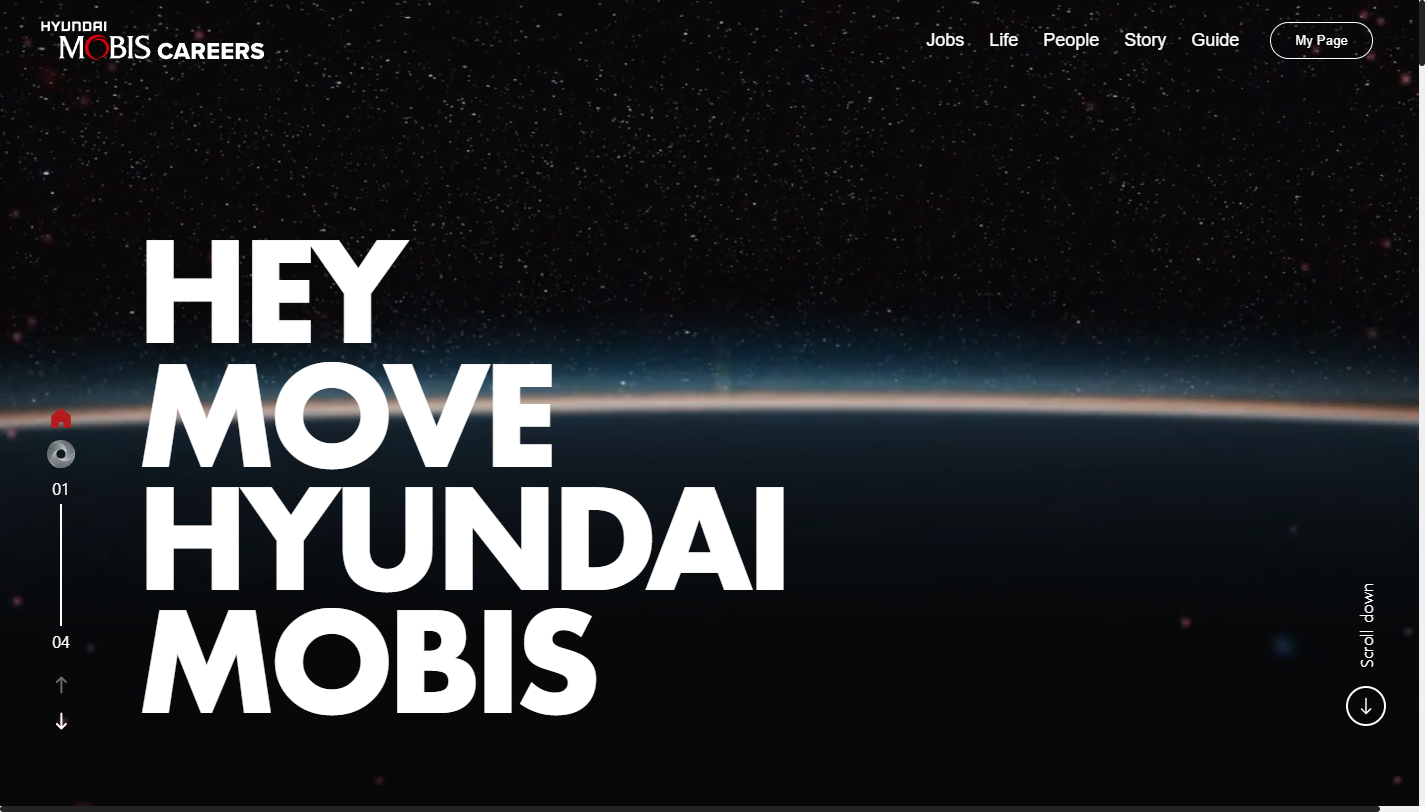 HYUNDAI
MOBIS CAREERS
Jobs
Life
People
Story
Guide
My Page
HEY
MOVE
HYUNDAI
MOBIS
01
04
Scroll down